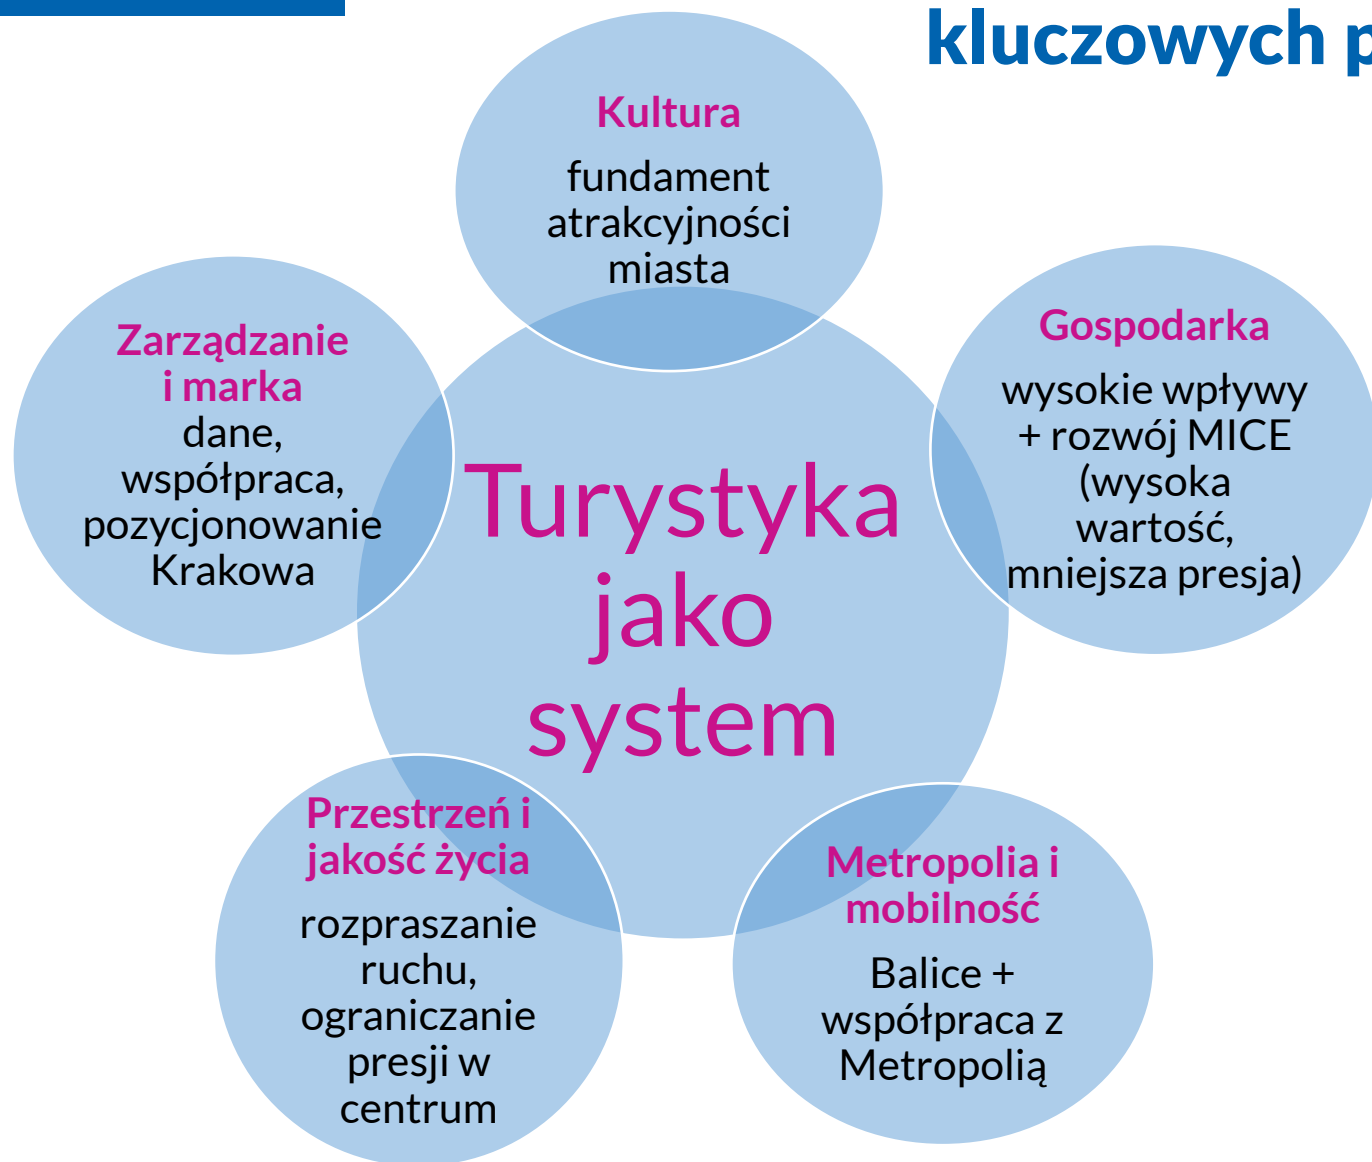 kluczowych p
Kultura
fundament
atrakcyjności
miasta
Zarządzanie
i marka
dane,
współpraca,
pozycjonowanie
Krakowa
Gospodarka
wysokie wpływy
+ rozwój MICE
(wysoka
wartość,
mniejsza presja)
Turystyka
jako
system
Przestrzeń i
jakość życia
rozpraszanie
ruchu,
ograniczanie
presji w
centrum
Metropolia i
mobilność
Balice +
współpraca z
Metropolią